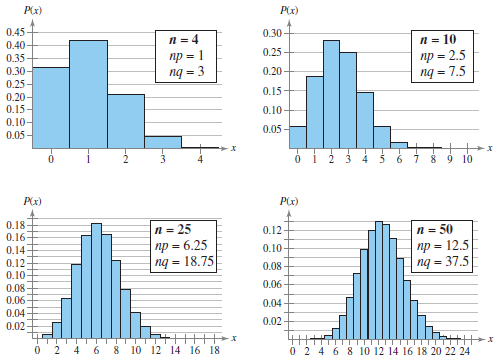 P(x)
0.45
0.40
0.35
0.30
0.25
0.20
0.15
0.10
0.05
n = 4
np = 1
nq = 3
0 1 2 3 4
x
P(x)
0.30
0.25
0.20
0.15
0.10
0.05
n = 10
np = 2.5
nq = 7.5
0 1 2 3 4 5 6 7 8 9 10
x
P(x)
0.18
0.16
0.14
0.12
0.10
0.08
0.06
0.04
0.02
n = 25
np = 6.25
nq = 18.75
0 2 4 6 8 10 12 14 16 18
x
P(x)
0.12
0.10
0.08
0.06
0.04
0.02
n = 50
np = 12.5
nq = 37.5
0 2 4 6 8 10 12 14 16 18 20 22 24
x